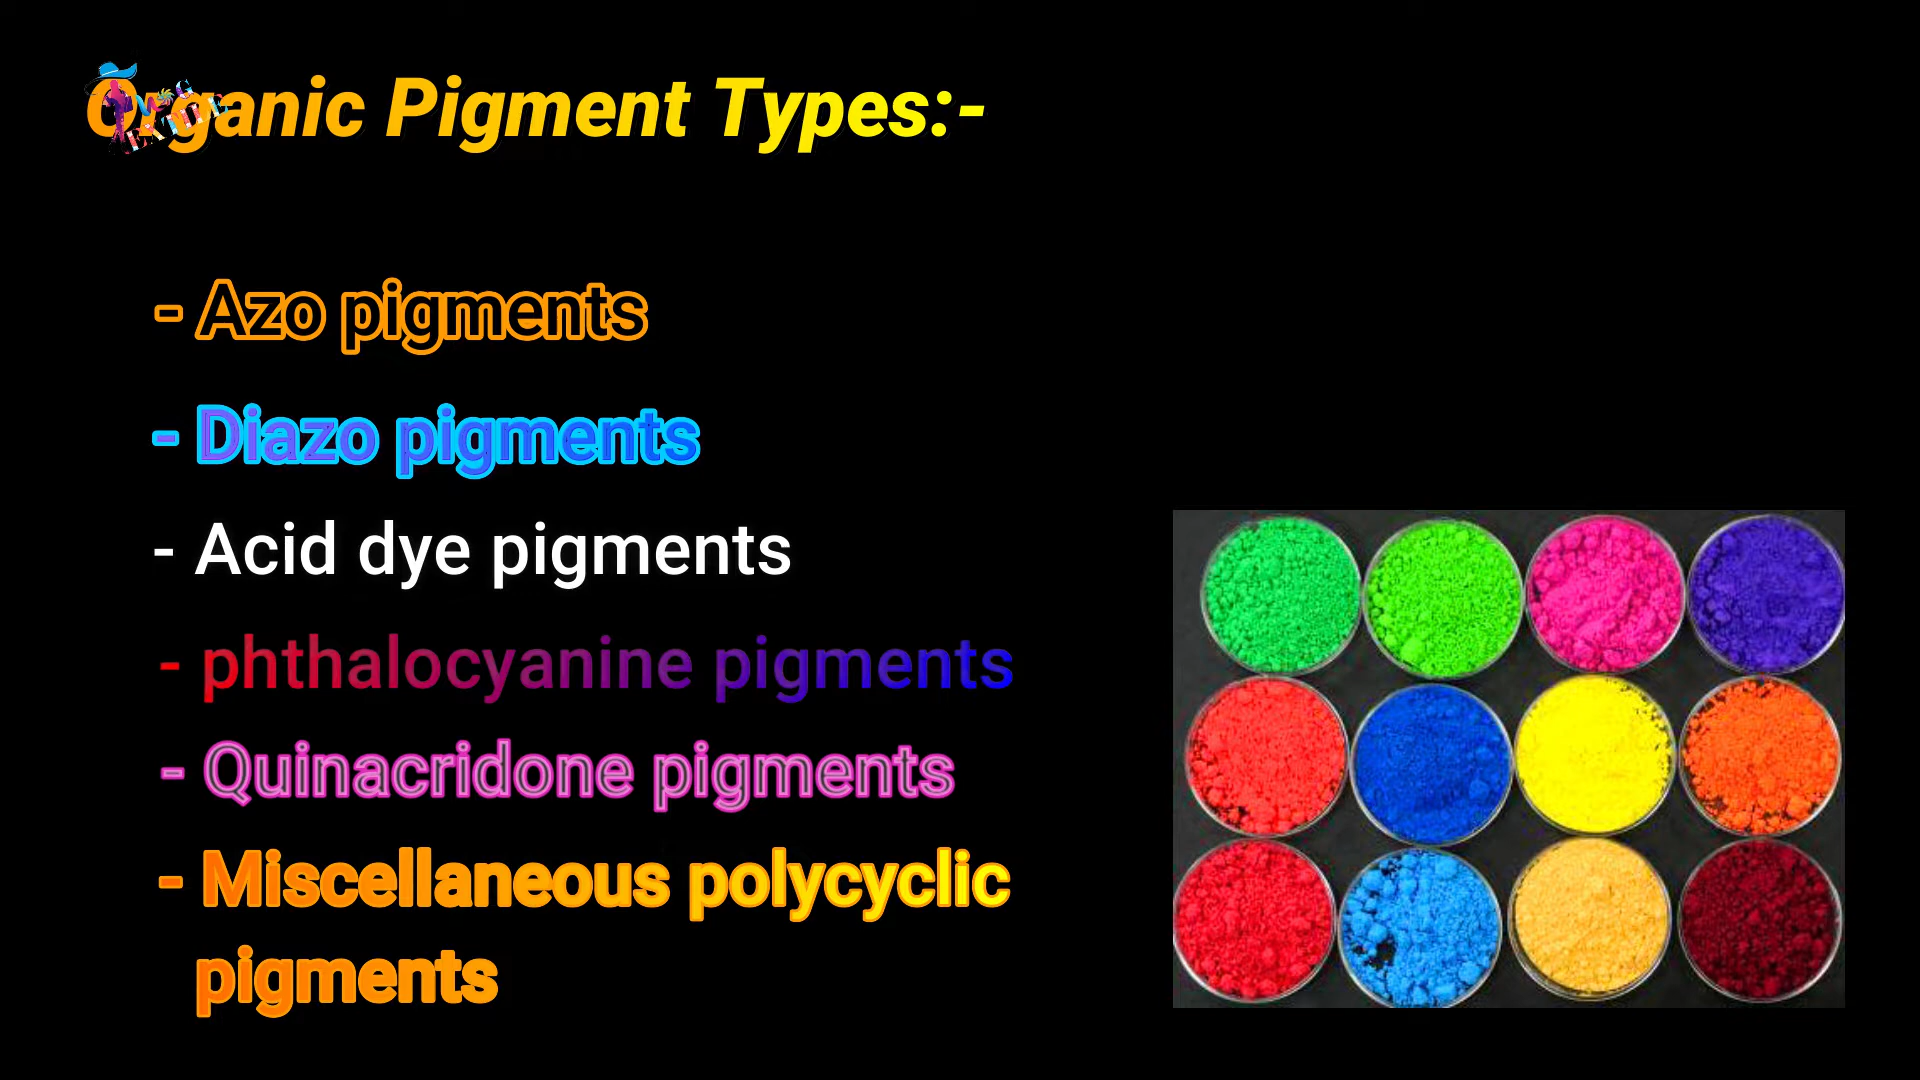 Organic Pigment Types:-
- Azo pigments
- Diazo pigments
- Acid dye pigments
- phthalocyanine pigments
- Quinacridone pigments
- Miscellaneous polycyclic
pigments